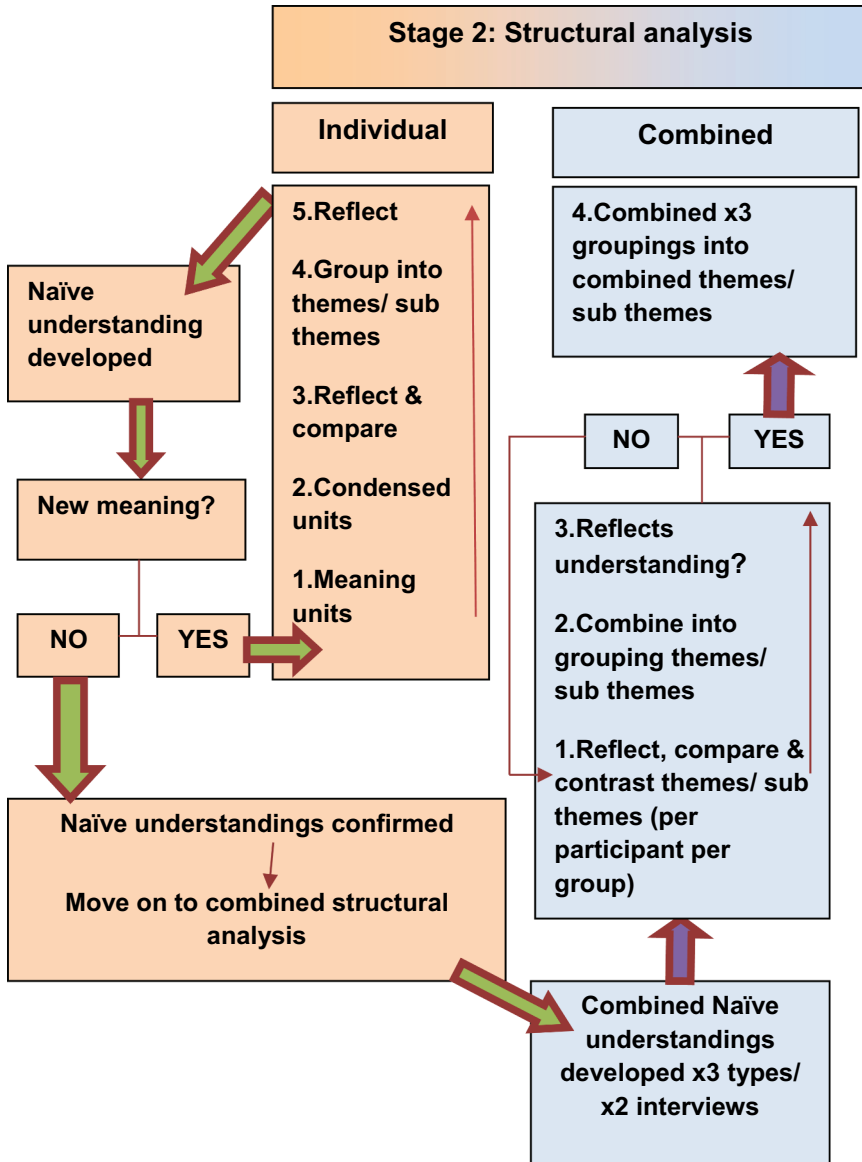 Stage 2: Structural analysis
Individual
Combined
5.Reflect
4.Group into
themes/ sub
themes
3.Reflect &
compare
2.Condensed
units
1.Meaning
units
Naïve
understanding
developed
New meaning?
NO
YES
Naïve understandings confirmed
Move on to combined structural
analysis
4.Combined x3
groupings into
combined themes/
sub themes
NO
YES
3.Reflects
understanding?
2.Combine into
grouping themes/
sub themes
1.Reflect, compare &
contrast themes/ sub
themes (per
participant per
group)
Combined Naïve
understandings
developed x3 types/
x2 interviews